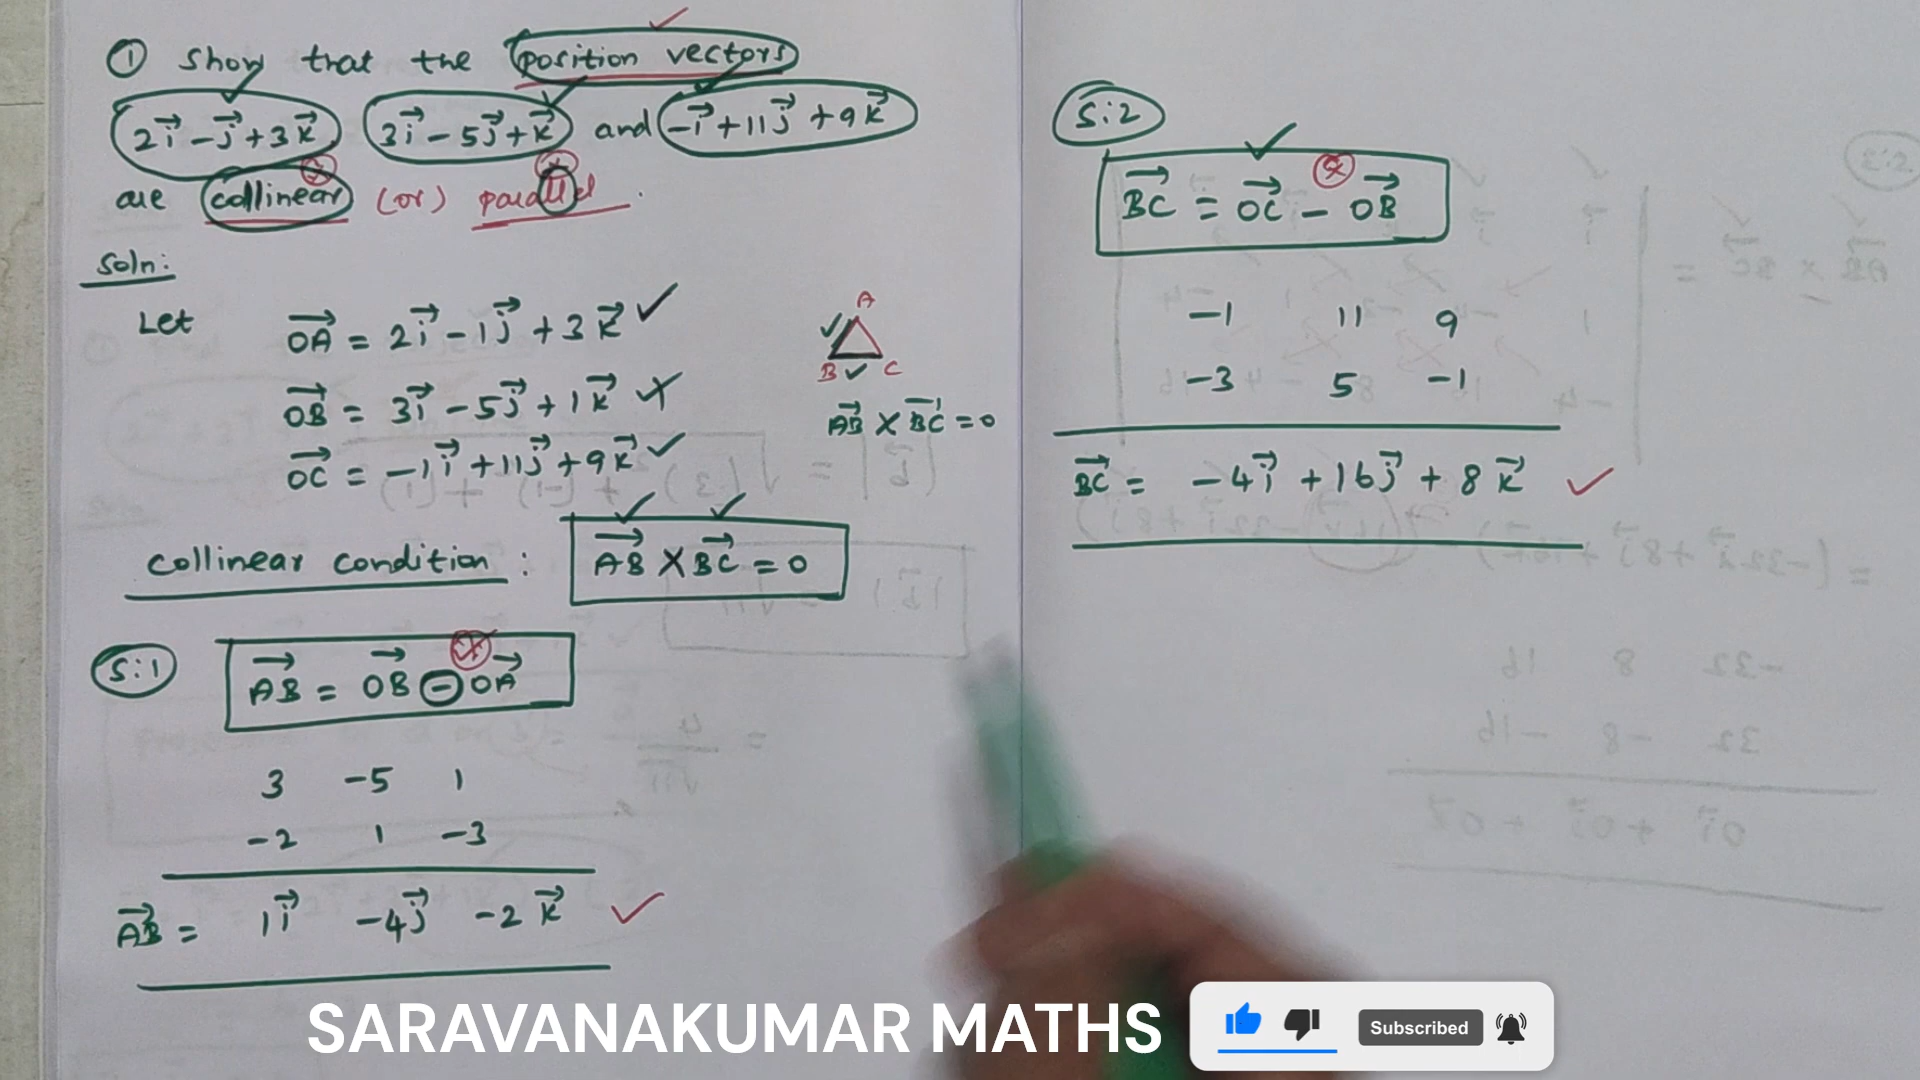 ① Show that the position vectors
2i⃗ - j⃗ + 3k⃗ 3i⃗ - 5j⃗ + k⃗ and -i⃗ + 11j⃗ + 9k⃗
are collinear (or) parallel.
Soln:
Let OA⃗ = 2i⃗ - 1j⃗ + 3k⃗
OB⃗ = 3i⃗ - 5j⃗ + 1k⃗
OC⃗ = -1i⃗ + 11j⃗ + 9k⃗
A
B C
AB⃗ × BC⃗ = 0
Collinear condition : AB⃗ × BC⃗ = 0
S:1 AB⃗ = OB⃗ - OA⃗
3 -5 1
-2 1 -3
AB⃗ = 1i⃗ -4j⃗ -2k⃗
S:2
BC⃗ = OC⃗ - OB⃗
-1 11 9
-3 5 -1
BC⃗ = -4i⃗ + 16j⃗ + 8k⃗
SARAVANAKUMAR MATHS
Subscribed